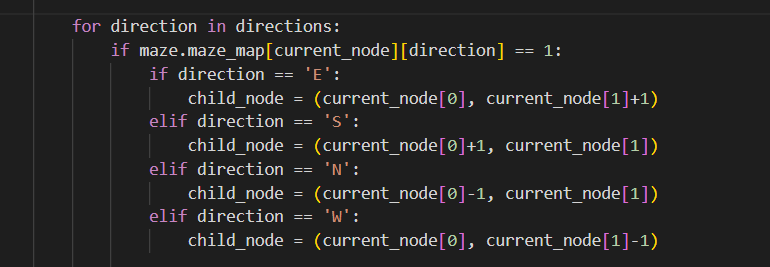 for direction in directions:
    if maze.maze_map[current_node][direction] == 1:
        if direction == 'E':
            child_node = (current_node[0], current_node[1]+1)
        elif direction == 'S':
            child_node = (current_node[0]+1, current_node[1])
        elif direction == 'N':
            child_node = (current_node[0]-1, current_node[1])
        elif direction == 'W':
            child_node = (current_node[0], current_node[1]-1)